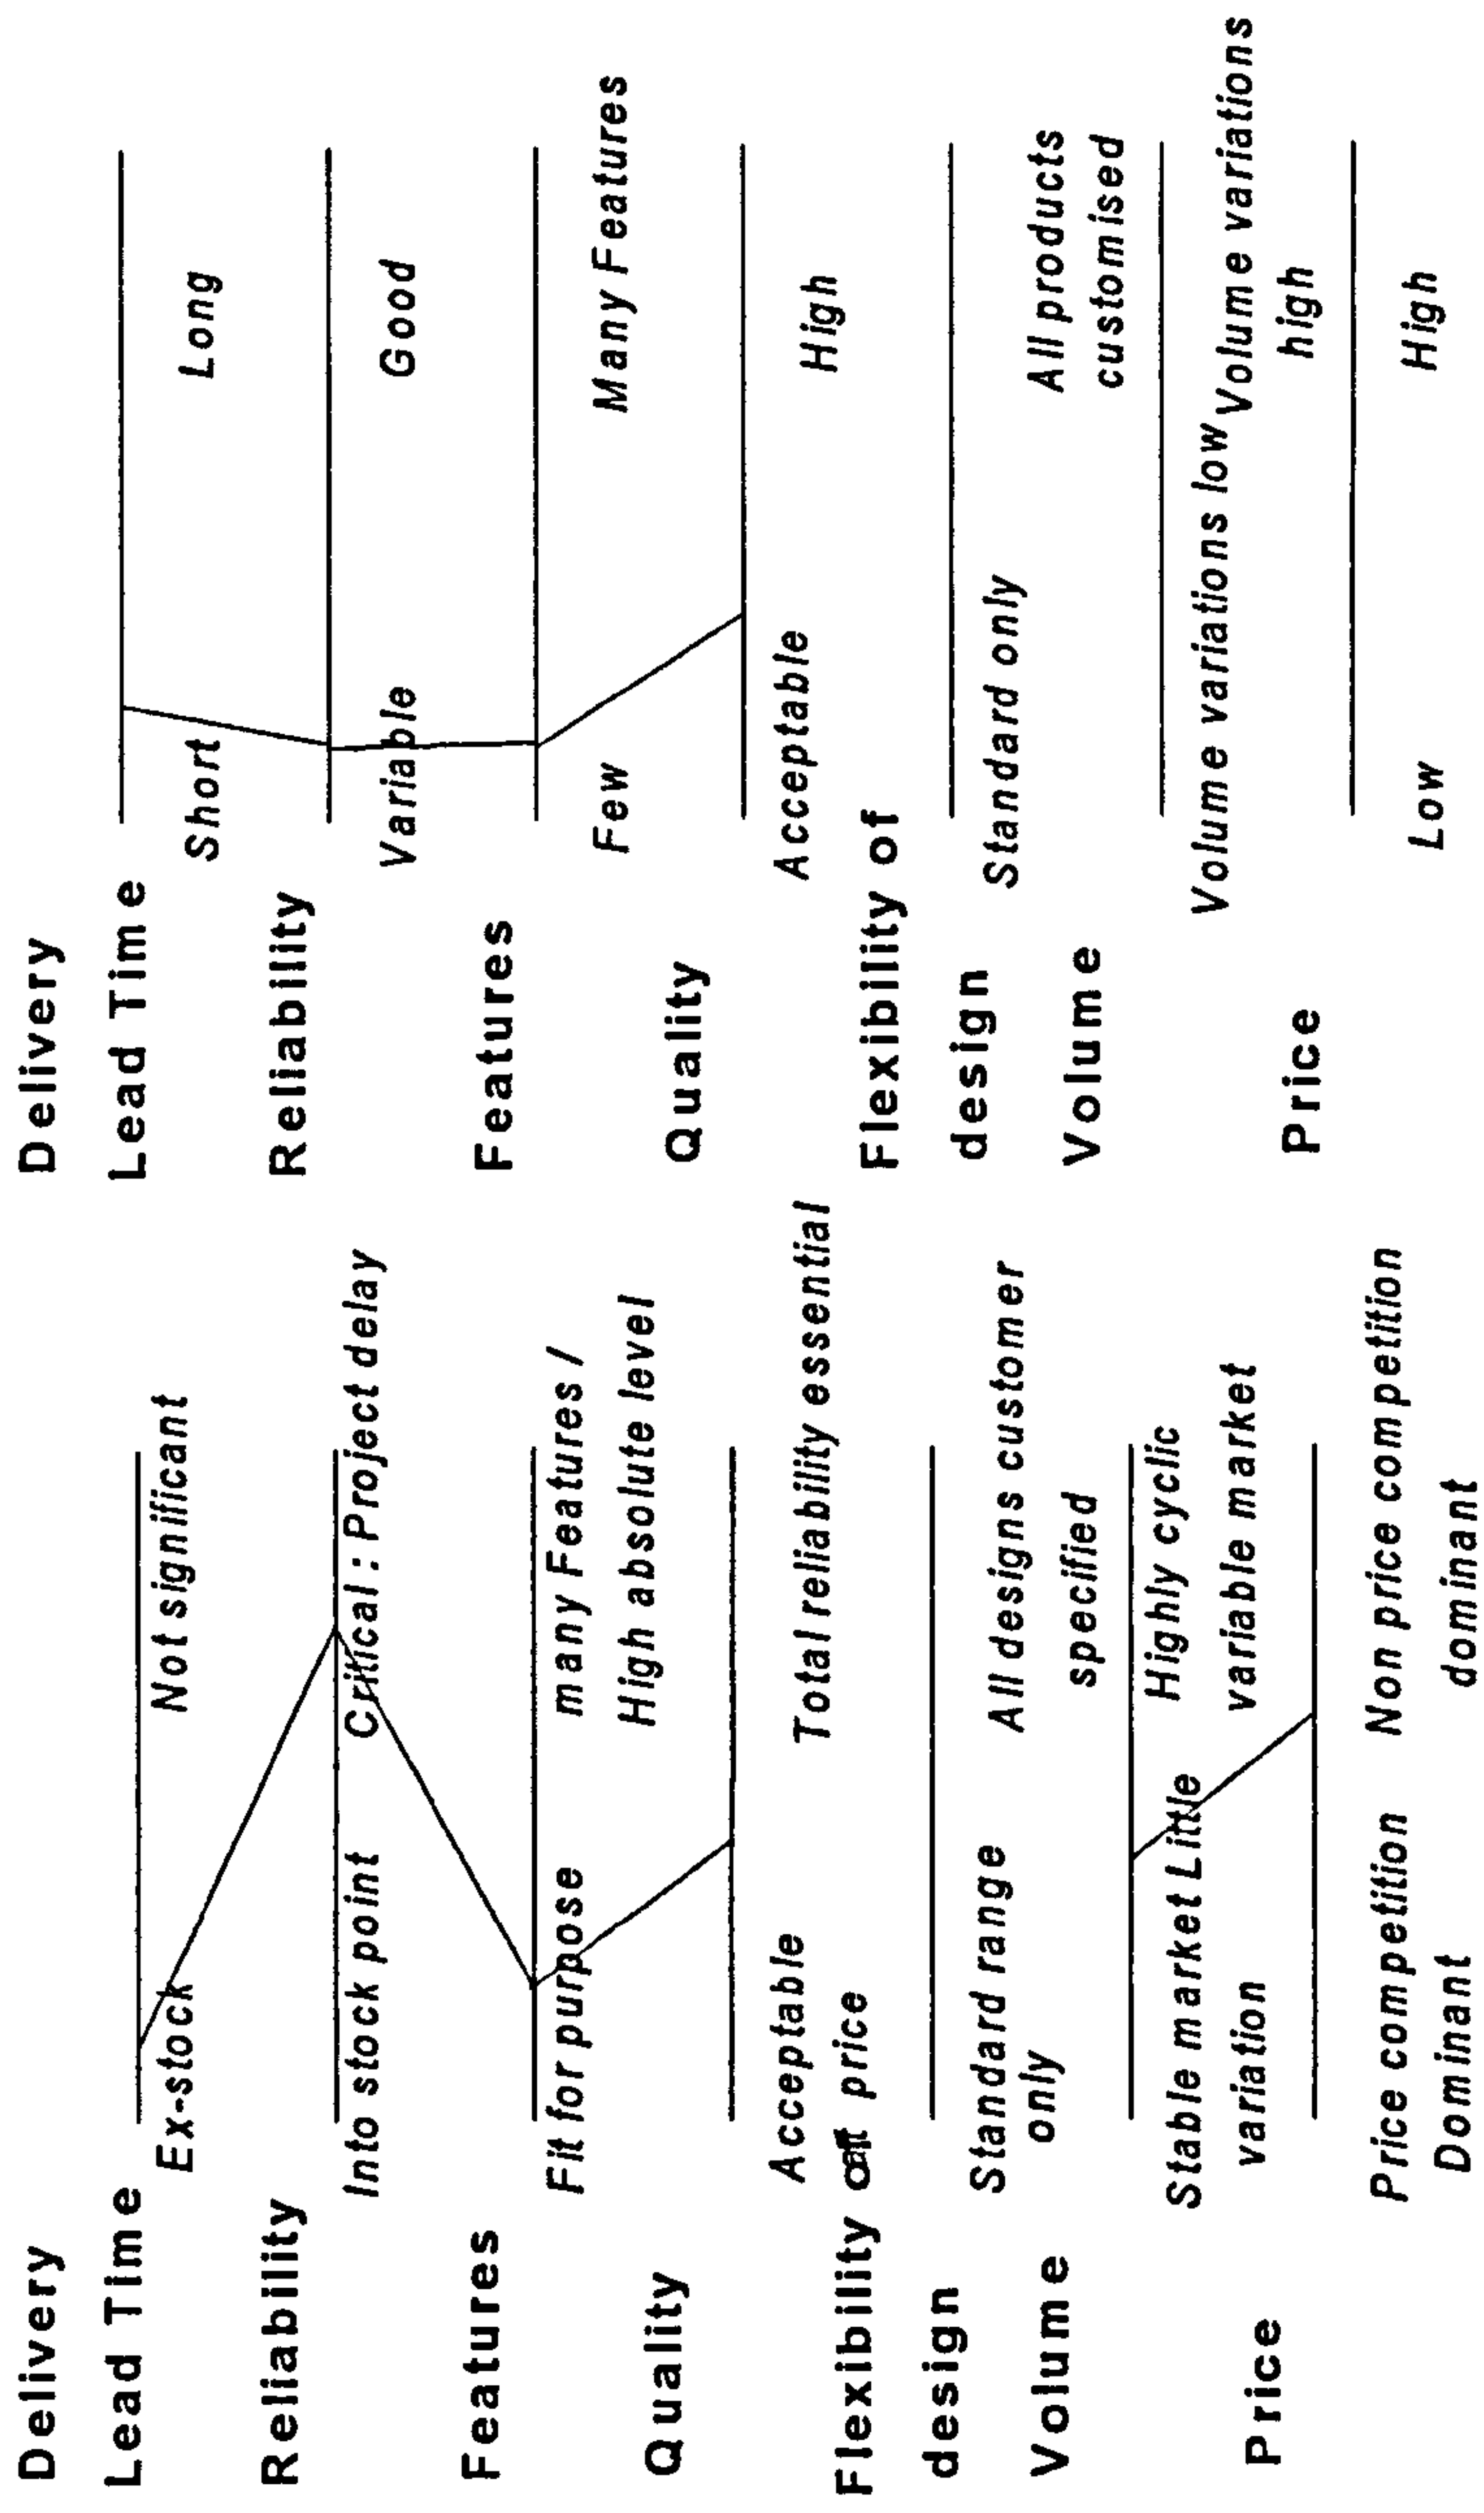 Delivery
Lead Time
Ex-stock Not significant
Reliability
Into stock point Critical : Project delay
Features
Fit for purpose many Features /
High absolute level
Quality
Acceptable Total reliability essential
Flexibility price
design
Standard range All designs customer
only specified
Volume
Stable market Little Highly cyclic
variation variable market
Price
Price competition Non price competition
Dominant dominant
Delivery
Lead Time
Short Long
Reliability
Variable Good
Features
Few Many Features
Quality
Acceptable High
Flexibility of
design
Standard only All products
customised
Volume
Volume variations low Volume variations
high
Price
Low High